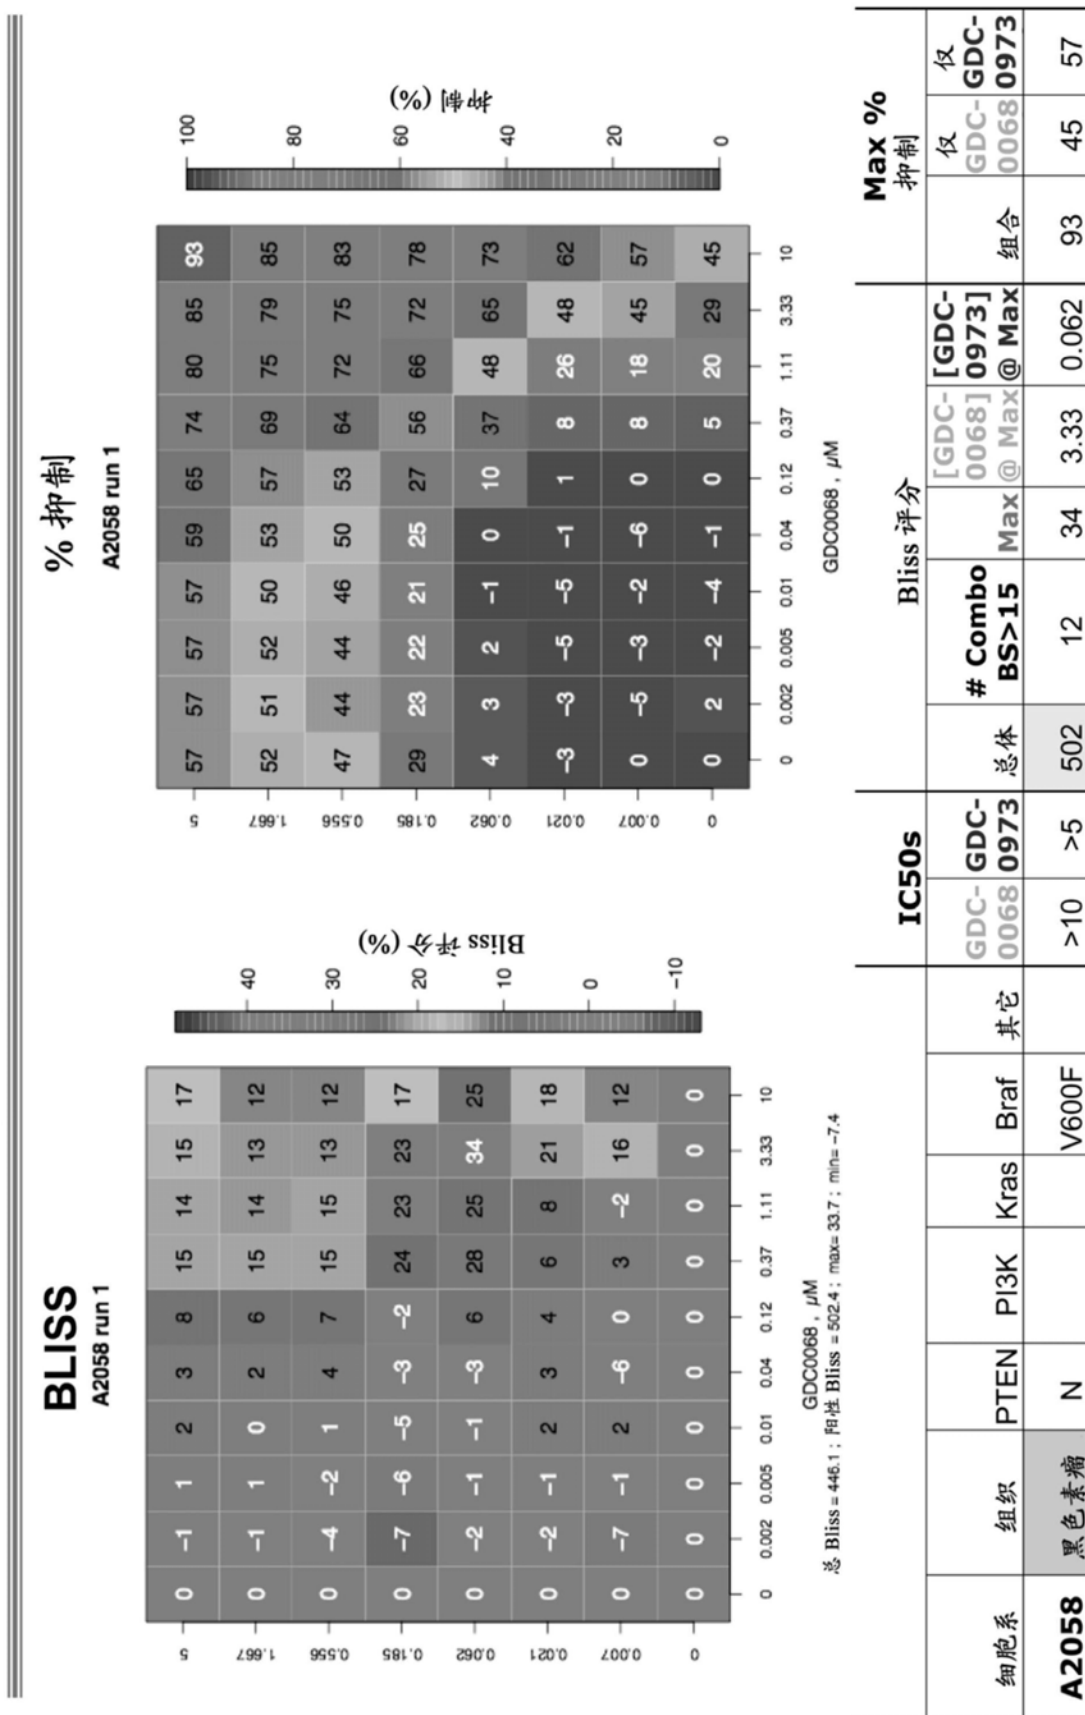 BLISS
A2058 run 1
5 0 -1 1 2 3 8 15 14 15 17
1.667 0 -1 1 0 2 6 15 14 13 12
0.556 0 -4 -2 1 4 7 15 15 13 12
0.185 0 -7 -6 -5 -3 -2 24 23 23 17
0.062 0 -2 -1 -1 -3 6 28 25 34 25
0.021 0 -2 -1 2 3 4 6 8 21 18
0.007 0 -7 -1 2 -6 0 3 -2 16 12
0 0 0 0 0 0 0 0 0 0 0
0 0.002 0.005 0.01 0.04 0.12 0.37 1.11 3.33 10
GDC0068 , μM
总 Bliss = 446.1 ; 阳性 Bliss = 502.4 ; max= 33.7 ; min= -7.4
40
30
20
10
0
-10
Bliss 评分 (%)
% 抑制
A2058 run 1
5 57 57 57 57 59 65 74 80 85 93
1.667 52 51 52 50 53 57 69 75 79 85
0.556 47 44 44 46 50 53 64 72 75 83
0.185 29 23 22 21 25 27 56 66 72 78
0.062 4 3 2 -1 0 10 37 48 65 73
0.021 -3 -3 -5 -5 -1 1 8 26 48 62
0.007 0 -5 -3 -2 -6 0 8 18 45 57
0 0 2 -2 -4 -1 0 5 20 29 45
0 0.002 0.005 0.01 0.04 0.12 0.37 1.11 3.33 10
GDC0068 , μM
100
80
60
40
20
0
抑制 (%)
IC50s Bliss 评分 Max %
抑制
细胞系 组织 PTEN PI3K Kras Braf 其它 GDC-0068 GDC-0973 总体 # Combo BS>15 Max [GDC-0068] @ Max [GDC-0973] @ Max 组合 仅 GDC-0068 仅 GDC-0973
A2058 黑色素瘤 N V600F >10 >5 502 12 34 3.33 0.062 93 45 57